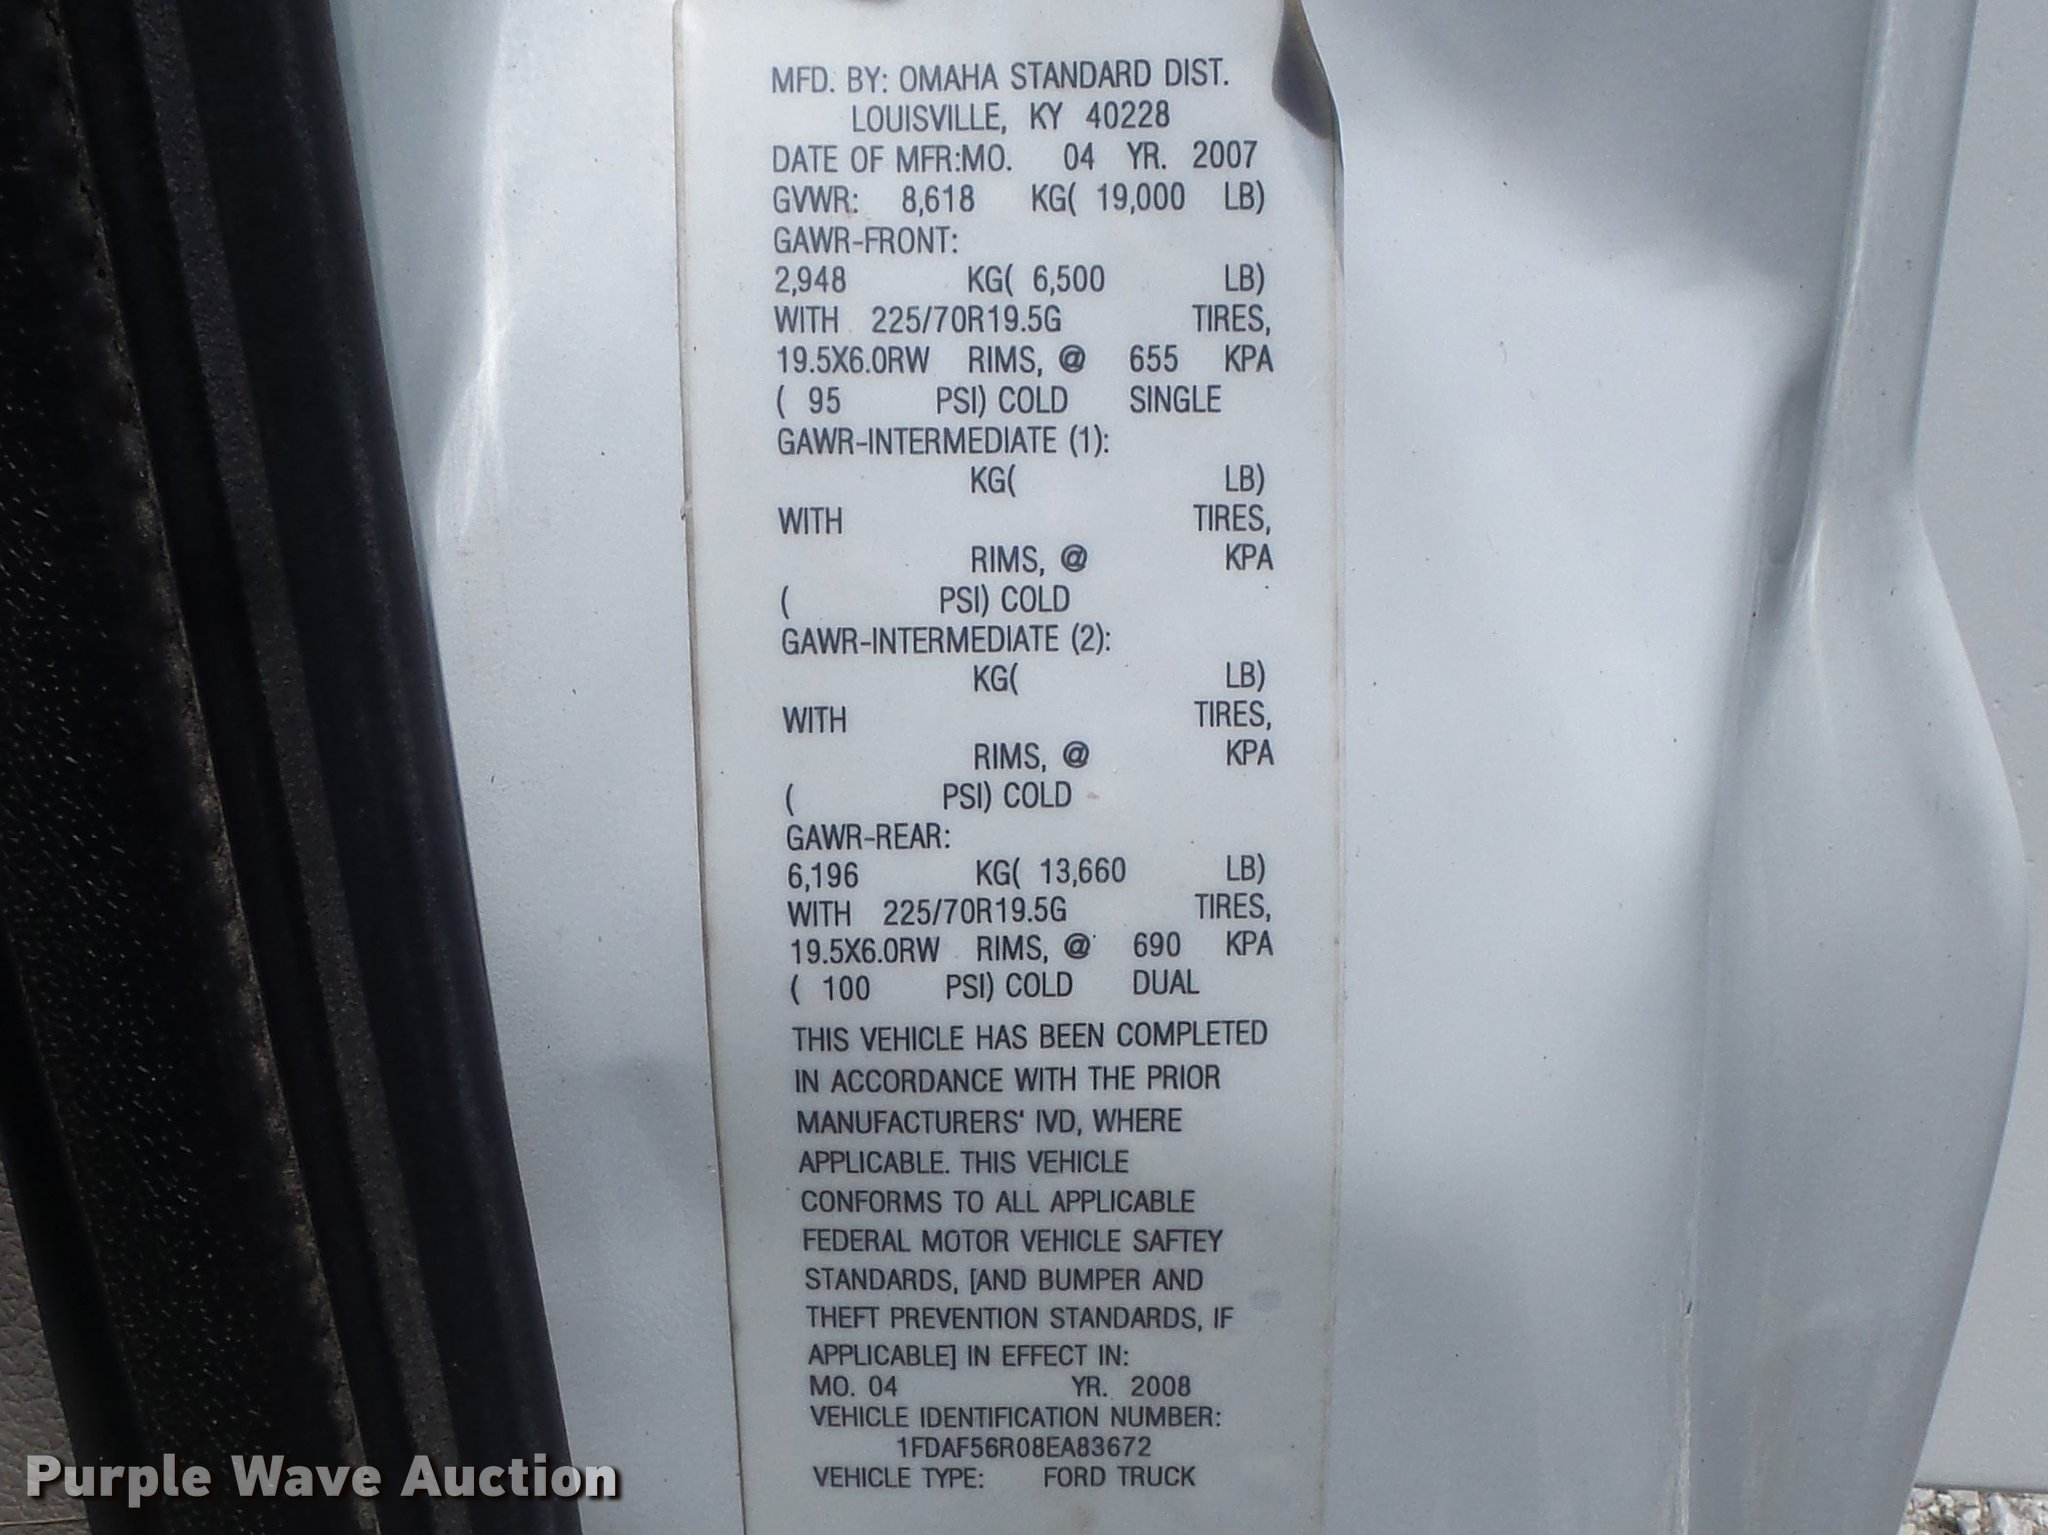 MFD. BY: OMAHA STANDARD DIST.
LOUISVILLE, KY 40228
DATE OF MFR:MO. 04 YR. 2007
GVWR: 8,618 KG( 19,000 LB)
GAWR-FRONT:
2,948 KG( 6,500 LB)
WITH 225/70R19.5G TIRES,
19.5X6.0RW RIMS, @ 655 KPA
( 95 PSI) COLD SINGLE
GAWR-INTERMEDIATE (1):
KG( LB)
WITH TIRES,
RIMS, @ KPA
( PSI) COLD
GAWR-INTERMEDIATE (2):
KG( LB)
WITH TIRES,
RIMS, @ KPA
( PSI) COLD
GAWR-REAR:
6,196 KG( 13,660 LB)
WITH 225/70R19.5G TIRES,
19.5X6.0RW RIMS, @ 690 KPA
( 100 PSI) COLD DUAL
THIS VEHICLE HAS BEEN COMPLETED
IN ACCORDANCE WITH THE PRIOR
MANUFACTURERS' IVD, WHERE
APPLICABLE. THIS VEHICLE
CONFORMS TO ALL APPLICABLE
FEDERAL MOTOR VEHICLE SAFTEY
STANDARDS, [AND BUMPER AND
THEFT PREVENTION STANDARDS, IF
APPLICABLE] IN EFFECT IN:
MO. 04 YR. 2008
VEHICLE IDENTIFICATION NUMBER:
1FDAF56R08EA83672
VEHICLE TYPE: FORD TRUCK
Purple Wave Auction